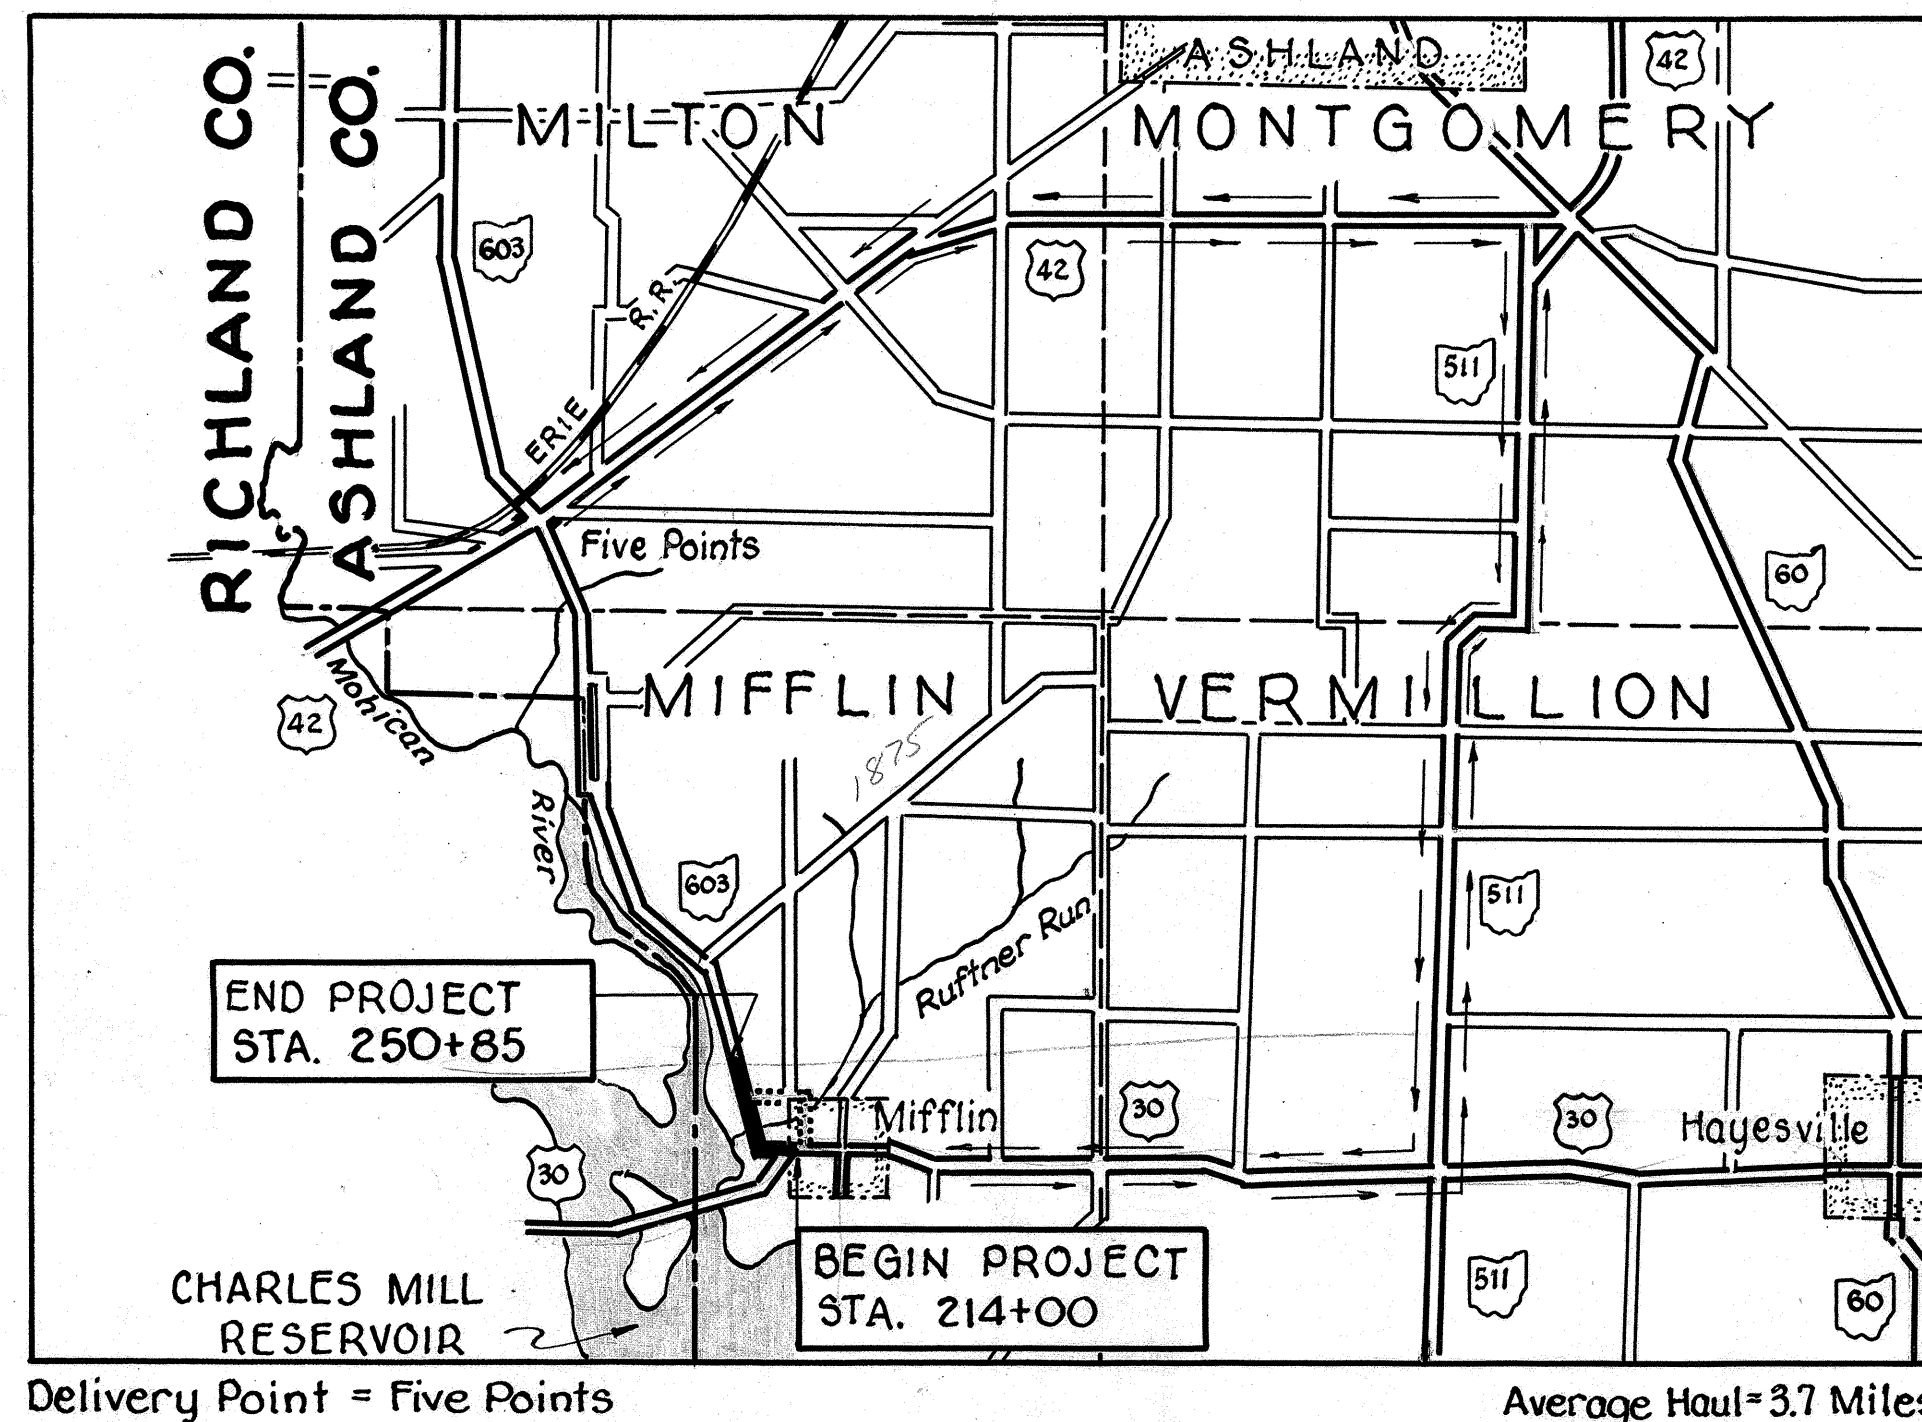 ASHLAND
42
RICHLAND CO.
ASHLAND CO.
MILTON
MONTGOMERY
603
42
R.R.
ERIE
511
Five Points
60
MIFFLIN
VERMILLION
Mohican
River
42
1875
603
511
Ruftner Run
END PROJECT
STA. 250+85
Mifflin
30
30
Hayesville
30
BEGIN PROJECT
STA. 214+00
511
60
CHARLES MILL
RESERVOIR
Delivery Point = Five Points
Average Haul=3.7 Miles